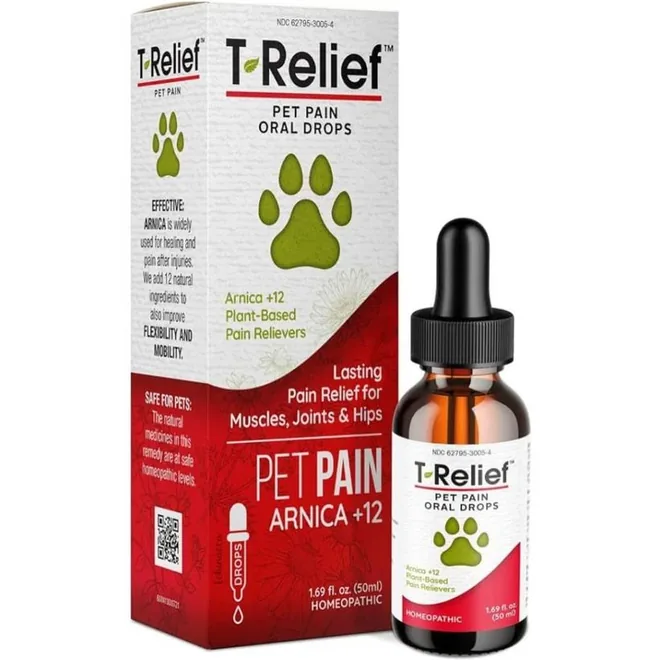 T-Relief™
PET PAIN
EFFECTIVE:
ARNICA is widely
used for healing and
pain after injuries.
We add 12 natural
ingredients to
also improve
FLEXIBILITY AND
MOBILITY.
SAFE FOR PETS:
The natural
medicines in this
remedy are at safe
homeopathic levels.
NDC 62795-3005-4
T-Relief™
PET PAIN
ORAL DROPS
Arnica +12
Plant-Based
Pain Relievers
Lasting
Pain Relief for
Muscles, Joints & Hips
PET PAIN
ARNICA +12
DROPS
1.69 fl. oz. (50ml)
HOMEOPATHIC
NDC 62795-3005-4
T-Relief™
PET PAIN
ORAL DROPS
Arnica +12
Plant-Based
Pain Relievers
HOMEOPATHIC
1.69 fl. oz.
(50 ml)